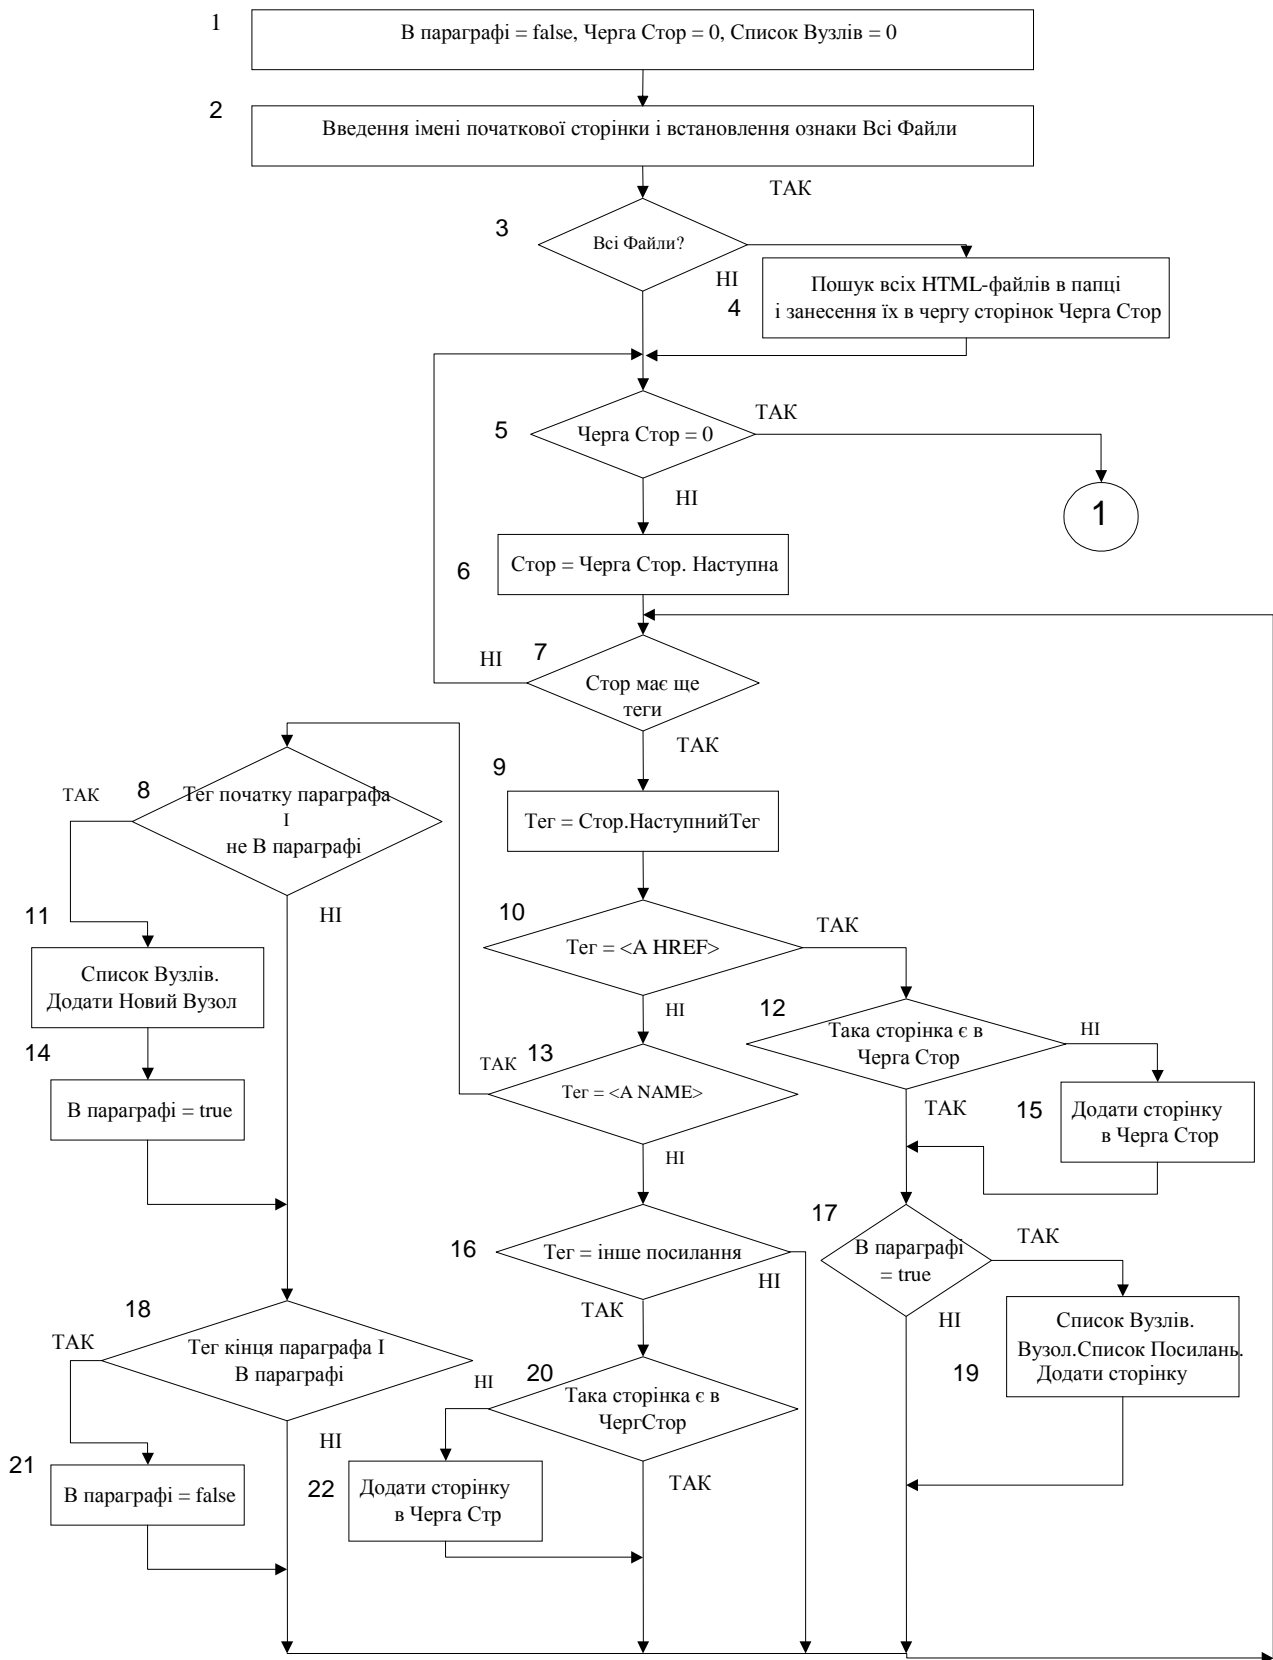 1
В параграфі = false, Черга Стор = 0, Список Вузлів = 0
2
Введення імені початкової сторінки і встановлення ознаки Всі Файли
ТАК
3
Всі Файли?
НІ
4
Пошук всіх HTML-файлів в папці
і занесення їх в чергу сторінок Черга Стор
5
Черга Стор = 0
ТАК
НІ
1
6
Стор = Черга Стор. Наступна
7
НІ
Стор має ще
теги
ТАК
8
ТАК
Тег початку параграфа
І
не В параграфі
НІ
9
Тег = Стор.НаступнийТег
10
Тег = <A HREF>
ТАК
НІ
11
Список Вузлів.
Додати Новий Вузол
12
Така сторінка є в
Черга Стор
НІ
ТАК
13
ТАК
Тег = <A NAME>
НІ
14
В параграфі = true
15
Додати сторінку
в Черга Стор
16
Тег = інше посилання
НІ
ТАК
17
В параграфі
= true
ТАК
НІ
18
ТАК
Тег кінця параграфа І
В параграфі
НІ
19
Список Вузлів.
Вузол.Список Посилань.
Додати сторінку
20
НІ
Така сторінка є в
ЧергСтор
ТАК
21
В параграфі = false
22
Додати сторінку
в Черга Стр